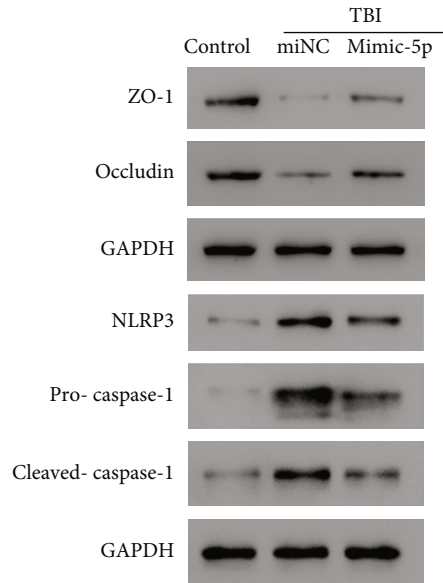 TBI
Control miNC Mimic-5p
ZO-1
Occludin
GAPDH
NLRP3
Pro- caspase-1
Cleaved- caspase-1
GAPDH